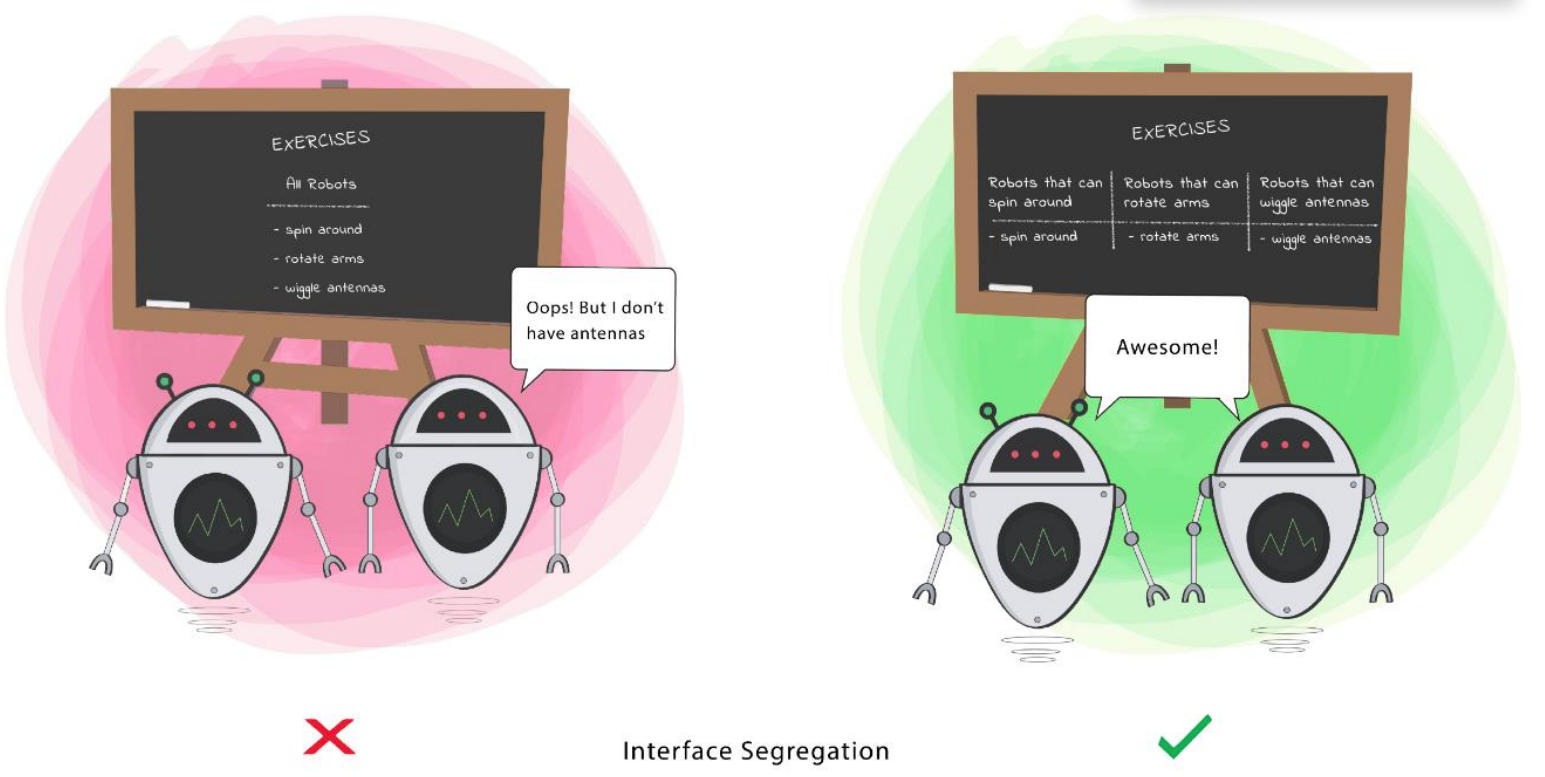 EXERCISES
All Robots
- spin around
- rotate arms
- wiggle antennas
Oops! But I don't
have antennas
EXERCISES
Robots that can
spin around
- spin around
Robots that can
rotate arms
- rotate arms
Robots that can
wiggle antennas
- wiggle antennas
Awesome!
Interface Segregation